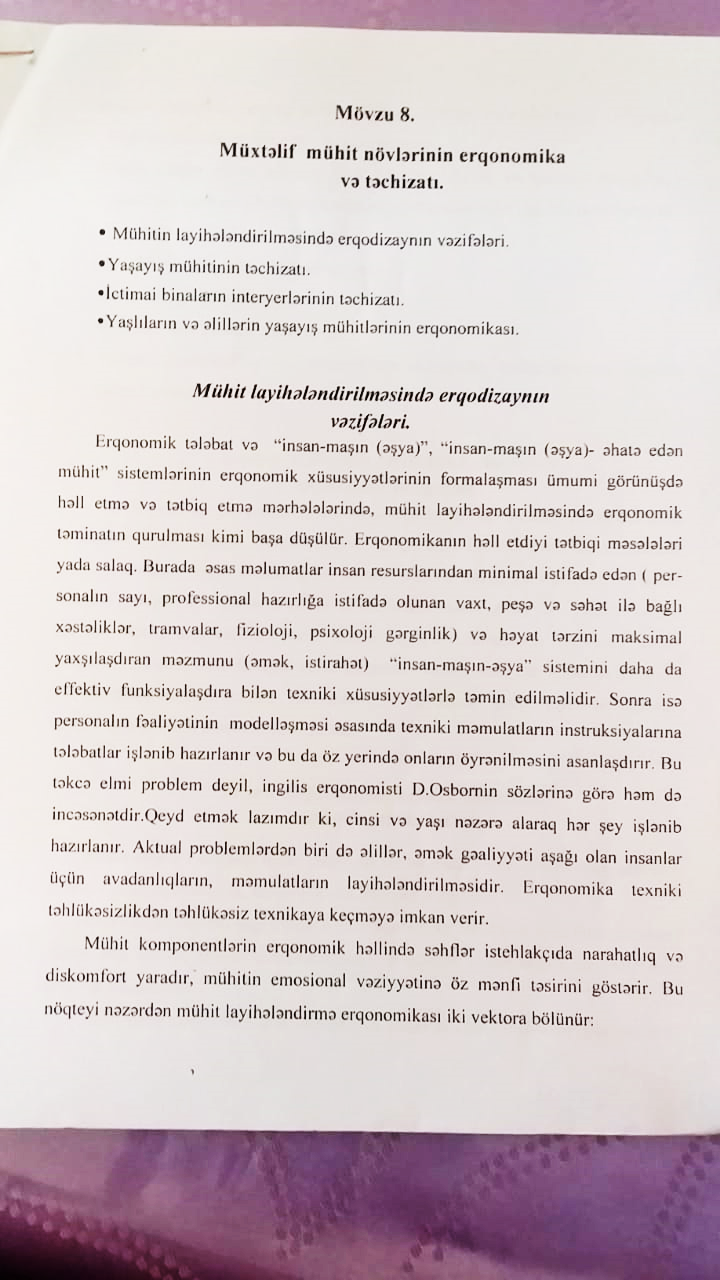 Mövzu 8.
Müxtəlif mühit növlərinin erqonomika
və təchizatı.
• Mühitin layihələndirilməsində erqodizaynın vəzifələri.
• Yaşayış mühitinin təchizatı.
•İctimai binaların interyerlərinin təchizatı.
• Yaşlıların və əlillərin yaşayış mühitlərinin erqonomikası.
Mühit layihələndirilməsində erqodizaynın
vəzifələri.
Erqonomik tələbat və “insan-maşın (əşya)”, “insan-maşın (əşya)- əhatə edən
mühit” sistemlərinin erqonomik xüsusiyyətlərinin formalaşması ümumi görünüşdə
həll etmə və tətbiq etmə mərhələlərində, mühit layihələndirilməsində erqonomik
təminatın qurulması kimi başa düşülür. Erqonomikanın həll etdiyi tətbiqi məsələləri
yada salaq. Burada əsas məlumatlar insan resurslarından minimal istifadə edən ( per-
sonalın sayı, professional hazırlığa istifadə olunan vaxt, peşə və səhət ilə bağlı
xəstəliklər, tramvalar, fizioloji, psixoloji gərginlik) və həyat tərzini maksimal
yaxşılaşdıran məzmunu (əmək, istirahət) “insan-maşın-əşya” sistemini daha da
effektiv funksiyalaşdıra bilən texniki xüsusiyyətlərlə təmin edilməlidir. Sonra isə
personalın fəaliyətinin modelləşməsi əsasında texniki məmulatların instruksiyalarına
tələbatlar işlənib hazırlanır və bu da öz yerində onların öyrənilməsini asanlaşdırır. Bu
təkcə elmi problem deyil, ingilis erqonomisti D.Osbornin sözlərinə görə həm də
incəsənətdir.Qeyd etmək lazımdır ki, cinsi və yaşı nəzərə alaraq hər şey işlənib
hazırlanır. Aktual problemlərdən biri də əlillər, əmək gəaliyyəti aşağı olan insanlar
üçün avadanlıqların, məmulatların layihələndirilməsidir. Erqonomika texniki
təhlükəsizlikdən təhlükəsiz texnikaya keçməyə imkan verir.
Mühit komponentlərin erqonomik həllində səhflər istehlakçıda narahatlıq və
diskomfort yaradır, mühitin emosional vəziyyətinə öz mənfi təsirini göstərir. Bu
nöqteyi nəzərdən mühit layihələndirmə erqonomikası iki vektora bölünür: